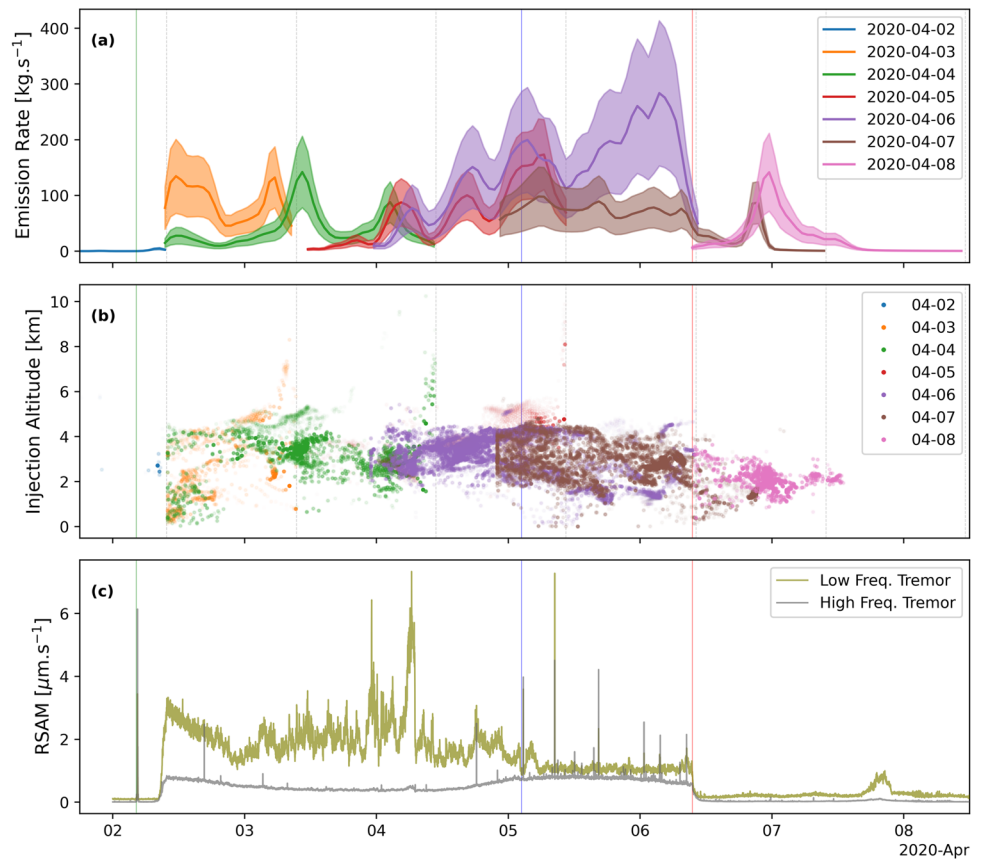 (a)
Emission Rate [kg.s⁻¹]
400
300
200
100
0
2020-04-02
2020-04-03
2020-04-04
2020-04-05
2020-04-06
2020-04-07
2020-04-08
(b)
Injection Altitude [km]
10
8
6
4
2
0
04-02
04-03
04-04
04-05
04-06
04-07
04-08
(c)
RSAM [μm.s⁻¹]
6
4
2
0
Low Freq. Tremor
High Freq. Tremor
02 03 04 05 06 07 08
2020-Apr